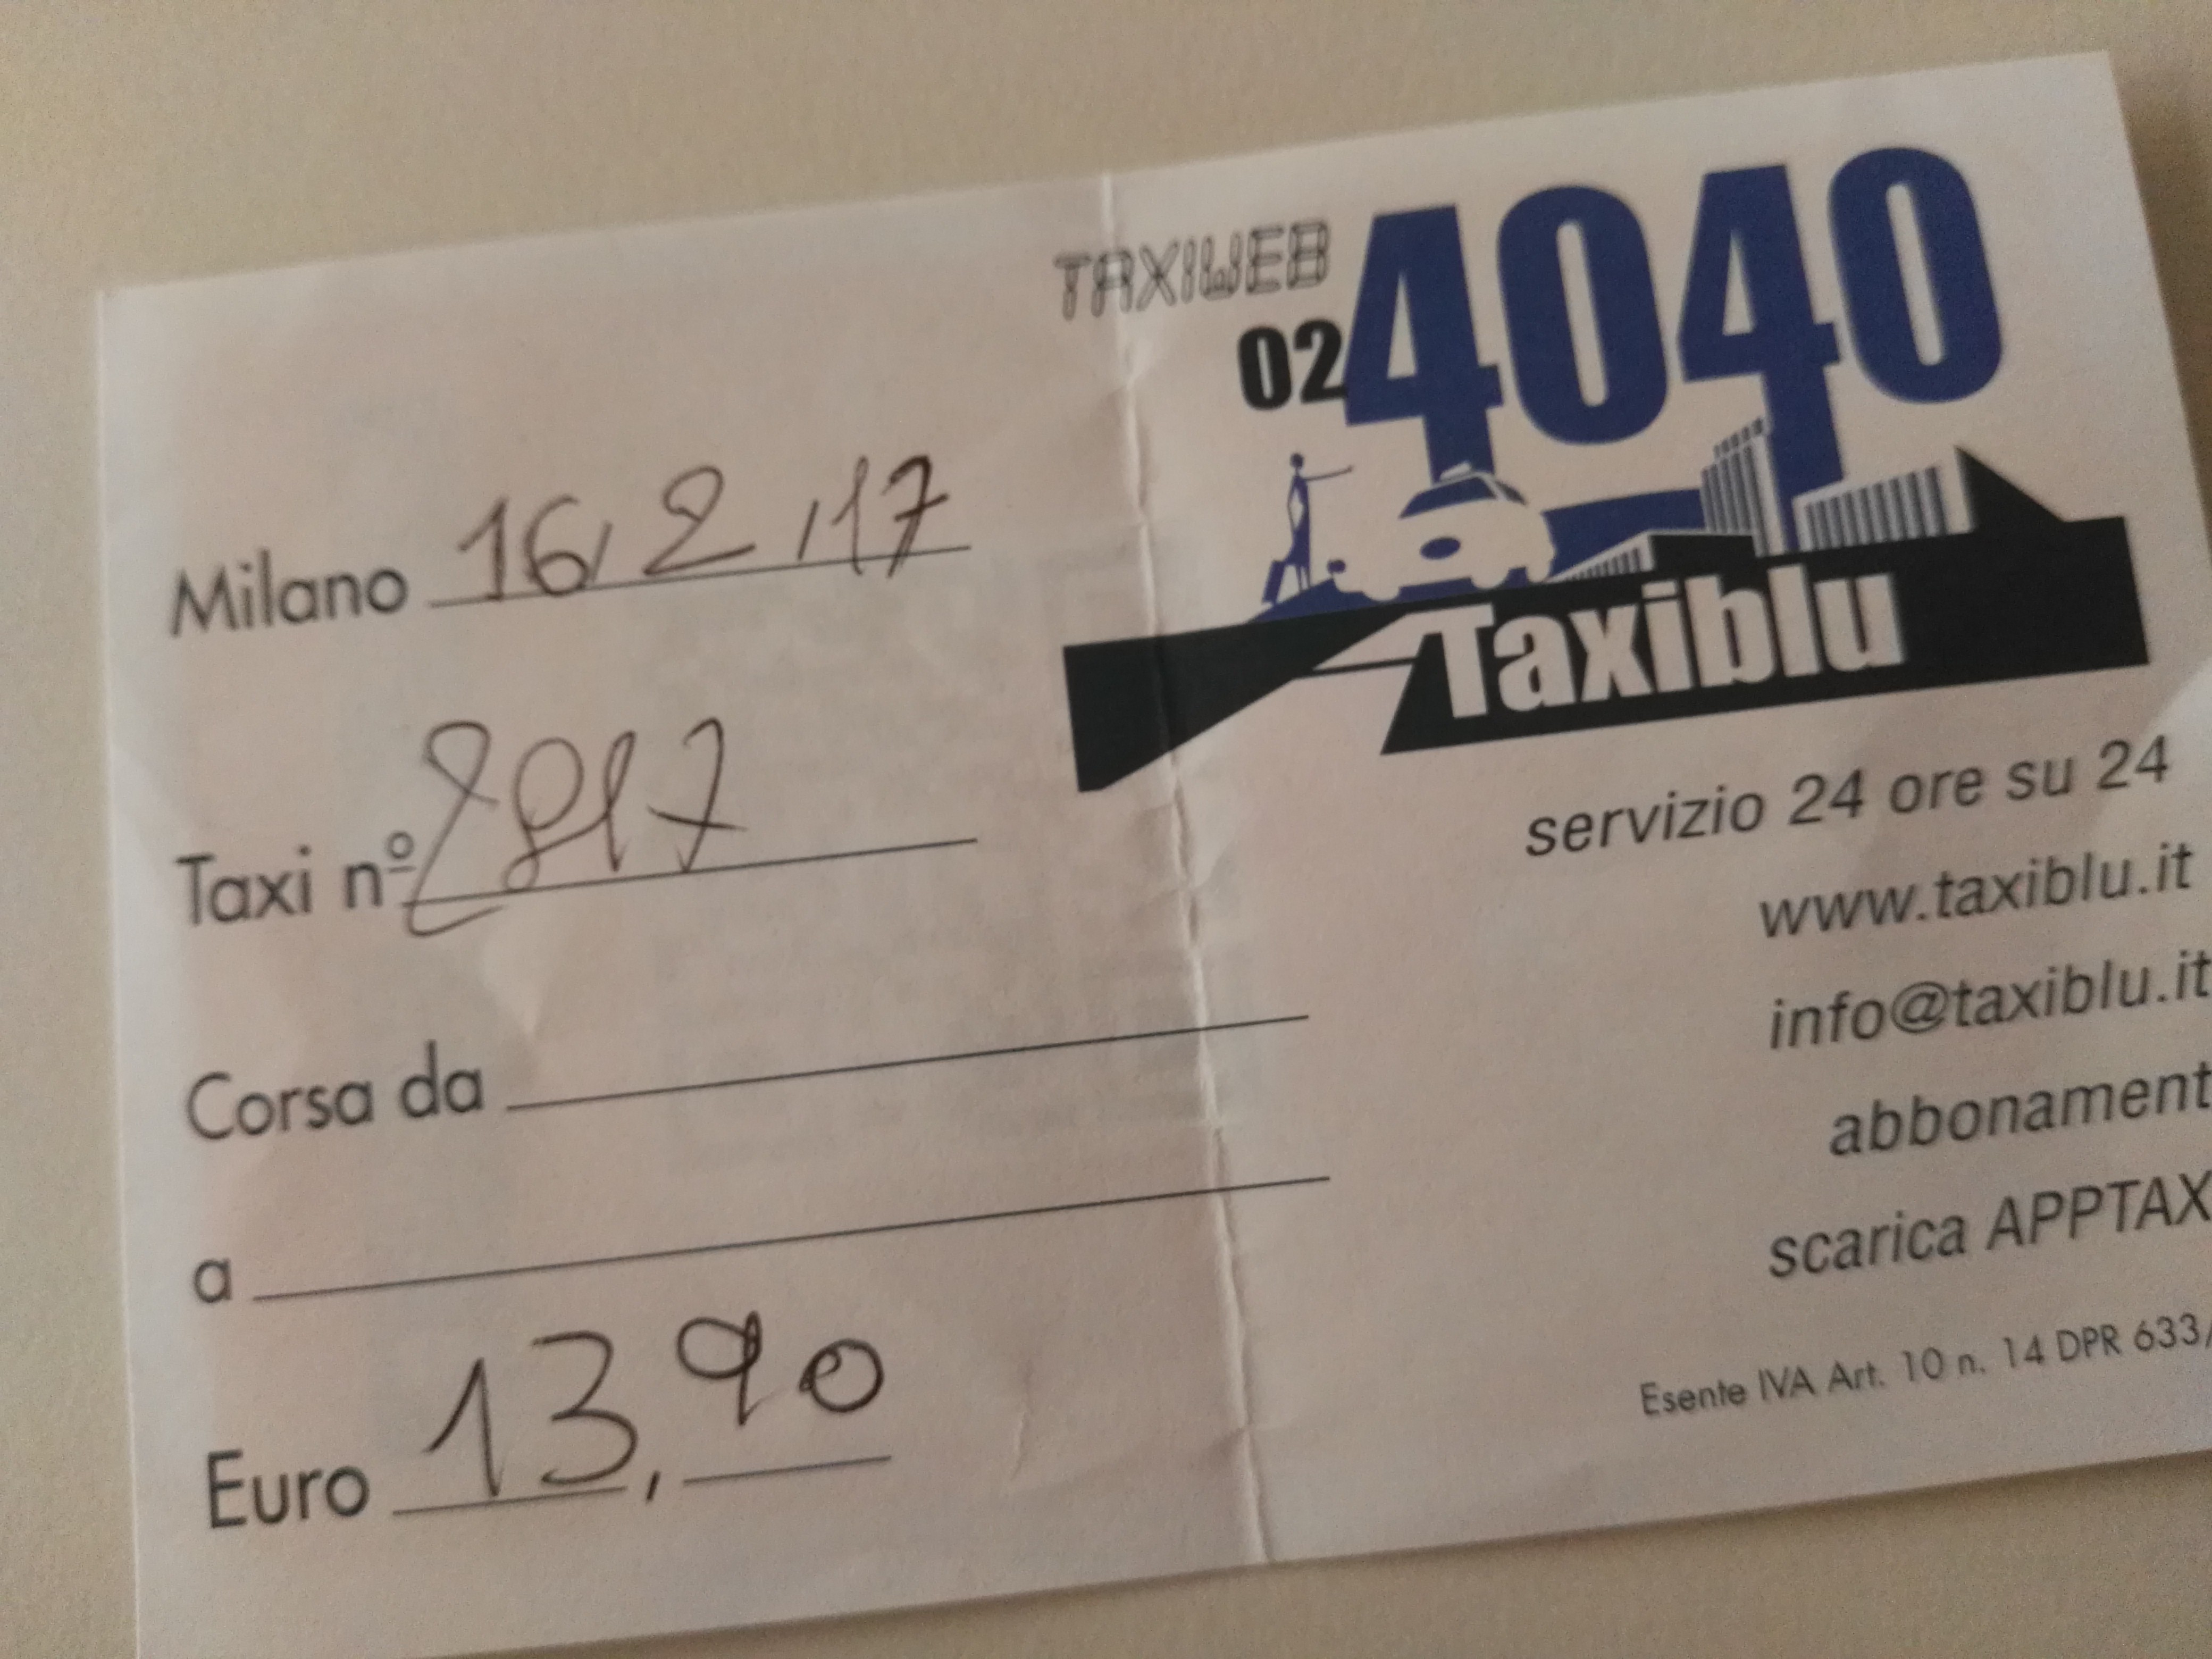 Milano 16/2/17
Taxi nº 2817
Corsa da
a
Euro 13,90
TAXIWEB
02 4040
Taxiblu
servizio 24 ore su 24
www.taxiblu.it
info@taxiblu.it
abbonament
scarica APPTAX
Esente IVA Art. 10 n. 14 DPR 633/